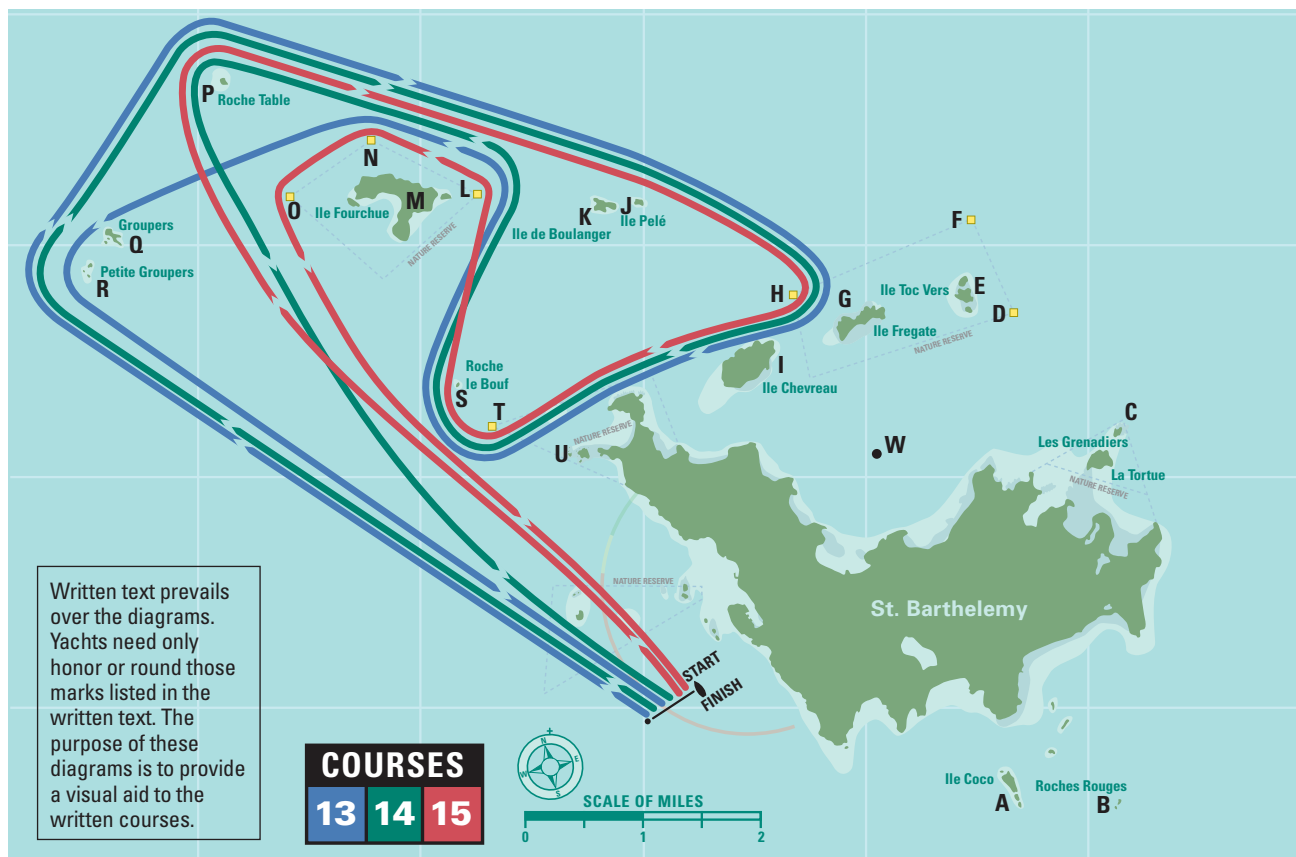 P
Roche Table
N
L
O
M
Ile Fourchue
NATURE RESERVE
K
J
Ile Pelé
Ile de Boulanger
Groupers
Q
Petite Groupers
R
F
H
G
Ile Toc Vers
E
D
Ile Fregate
NATURE RESERVE
I
Ile Chevreau
Roche
le Bouf
S
T
U
NATURE RESERVE
W
C
Les Grenadiers
La Tortue
NATURE RESERVE
NATURE RESERVE
St. Barthelemy
START
FINISH
Written text prevails
over the diagrams.
Yachts need only
honor or round those
marks listed in the
written text. The
purpose of these
diagrams is to provide
a visual aid to the
written courses.
COURSES
13 14 15
N
E
S
W
SCALE OF MILES
0 1 2
Ile Coco
A
Roches Rouges
B